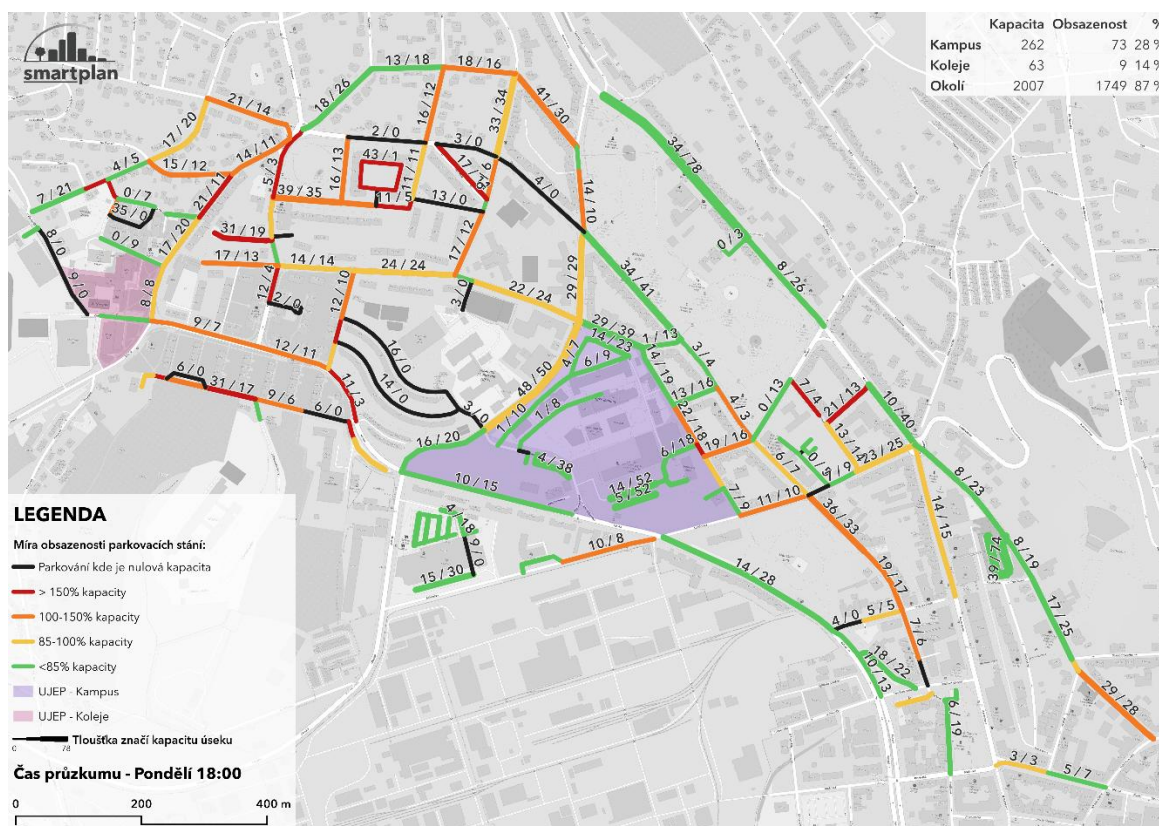 smartplan
Kapacita Obsazenost %
Kampus 262 73 28 %
Koleje 63 9 14 %
Okolí 2007 1749 87 %
13 / 18
18 / 16
18 / 26
16 / 12
33 / 34
41 / 30
21 / 14
17 / 20
2 / 0
3 / 0
34 / 78
4 / 5
15 / 12
14 / 11
5 / 3
16 / 13
43 / 1
11 / 11
17 / 9
4 / 0
14 / 10
7 / 21
0 / 7
35 / 0
21 / 11
39 / 35
11 / 5
13 / 0
0 / 3
8 / 0
0 / 9
17 / 20
31 / 19
17 / 12
34 / 41
8 / 26
9 / 0
17 / 13
14 / 14
24 / 24
12 / 4
12 / 10
3 / 0
22 / 24
29 / 29
8 / 8
2 / 0
9 / 7
12 / 11
16 / 0
14 / 0
29 / 39
1 / 13
14 / 23
4 / 7
6 / 9
14 / 19
3 / 4
6 / 0
31 / 17
9 / 6
6 / 0
11 / 3
3 / 0
48 / 50
1 / 10
1 / 8
13 / 16
4 / 3
0 / 13
7 / 4
21 / 13
10 / 40
16 / 20
22 / 18
19 / 16
13 / 14
23 / 25
10 / 15
4 / 38
6 / 18
14 / 52
5 / 52
6 / 7
7 / 9
8 / 23
7 / 9
11 / 10
36 / 33
14 / 15
4 / 18
9 / 0
15 / 30
10 / 8
14 / 28
19 / 17
39 / 74
8 / 19
4 / 0
5 / 5
7 / 6
17 / 25
18 / 22
10 / 13
6 / 19
29 / 28
3 / 3
5 / 7
LEGENDA
Míra obsazenosti parkovacích stání:
Parkování kde je nulová kapacita
> 150% kapacity
100-150% kapacity
85-100% kapacity
<85% kapacity
UJEP - Kampus
UJEP - Koleje
0 78 Tloušťka značí kapacitu úseku
Čas průzkumu - Pondělí 18:00
0 200 400 m